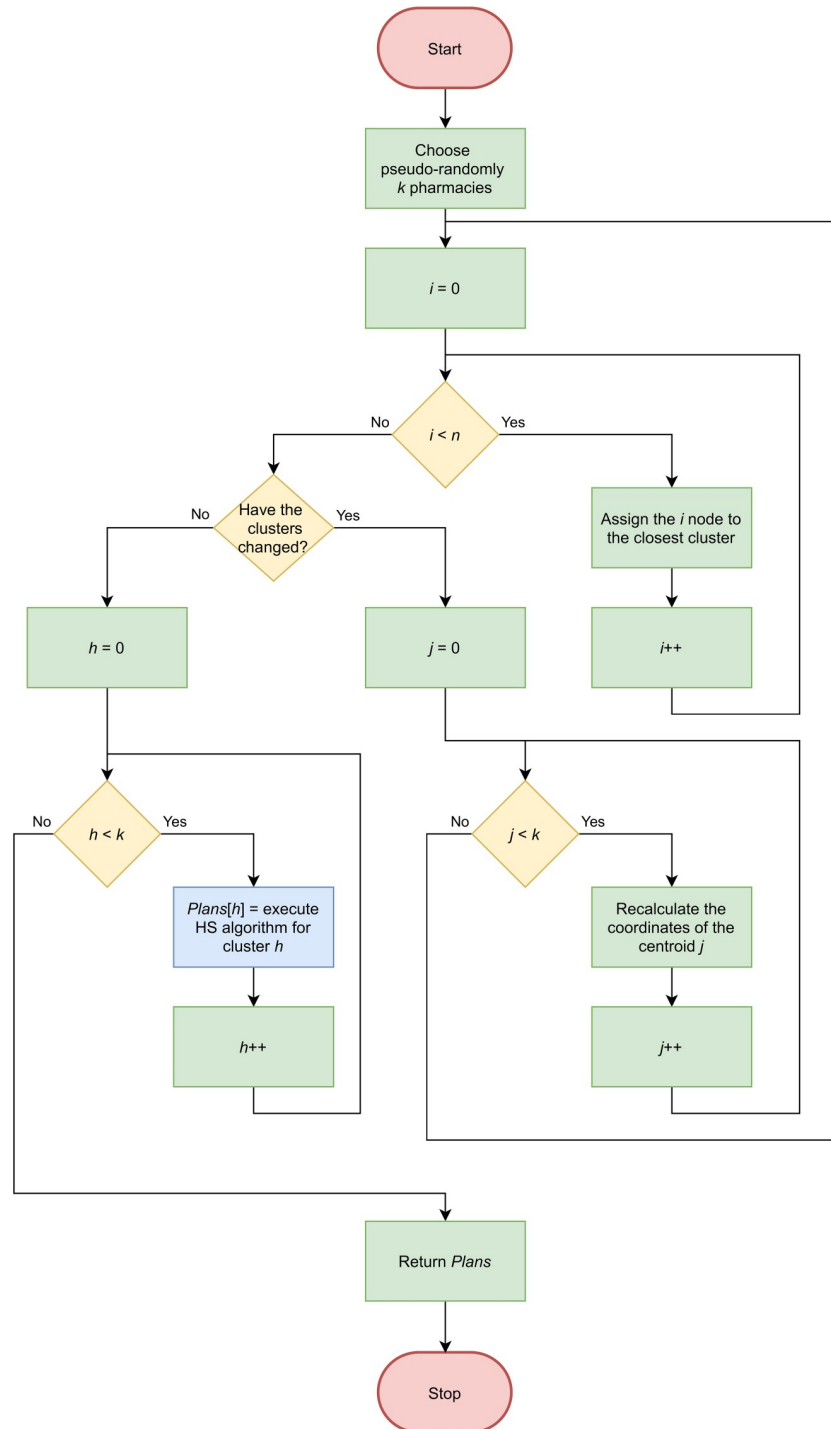 Start
Choose
pseudo-randomly
k pharmacies
i = 0
No
i < n
Yes
Have the
clusters
changed?
No
Yes
Assign the i node to
the closest cluster
h = 0
j = 0
i++
No
h < k
Yes
No
j < k
Yes
Plans[h] = execute
HS algorithm for
cluster h
Recalculate the
coordinates of the
centroid j
h++
j++
Return Plans
Stop